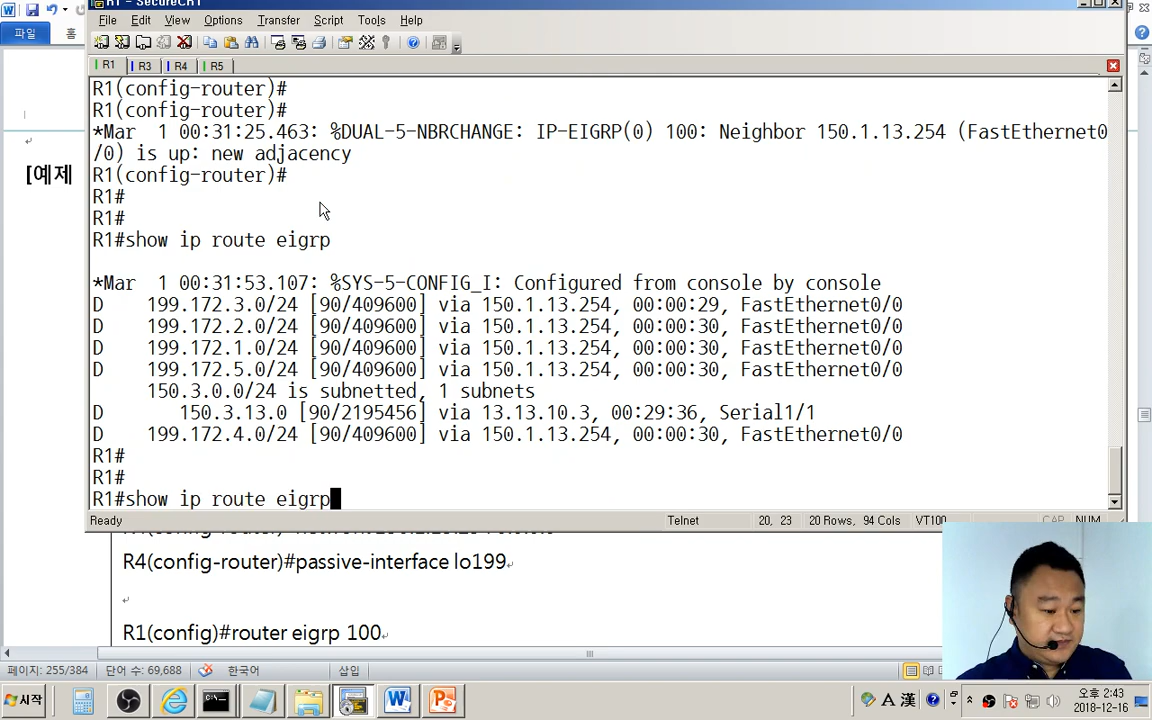 R1 - SecureCRT
File Edit View Options Transfer Script Tools Help
R1 R3 R4 R5
파일 홈
R1(config-router)#
R1(config-router)#
*Mar  1 00:31:25.463: %DUAL-5-NBRCHANGE: IP-EIGRP(0) 100: Neighbor 150.1.13.254 (FastEthernet0
/0) is up: new adjacency
R1(config-router)#
R1#
R1#
R1#show ip route eigrp
*Mar  1 00:31:53.107: %SYS-5-CONFIG_I: Configured from console by console
D    199.172.3.0/24 [90/409600] via 150.1.13.254, 00:00:29, FastEthernet0/0
D    199.172.2.0/24 [90/409600] via 150.1.13.254, 00:00:30, FastEthernet0/0
D    199.172.1.0/24 [90/409600] via 150.1.13.254, 00:00:30, FastEthernet0/0
D    199.172.5.0/24 [90/409600] via 150.1.13.254, 00:00:30, FastEthernet0/0
150.3.0.0/24 is subnetted, 1 subnets
D       150.3.13.0 [90/2195456] via 13.13.10.3, 00:29:36, Serial1/1
D    199.172.4.0/24 [90/409600] via 150.1.13.254, 00:00:30, FastEthernet0/0
R1#
R1#
R1#show ip route eigrp
Ready Telnet 20, 23 20 Rows, 94 Cols VT100 CAP NUM
[예제
R4(config-router)#passive-interface lo199
R1(config)#router eigrp 100
페이지: 255/384 단어 수: 69,688 한국어 삽입
시작 A 漢 오후 2:43
2018-12-16